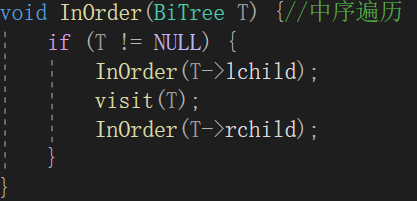 void InOrder(BiTree T) {//中序遍历
if (T != NULL) {
InOrder(T->lchild);
visit(T);
InOrder(T->rchild);
}
}